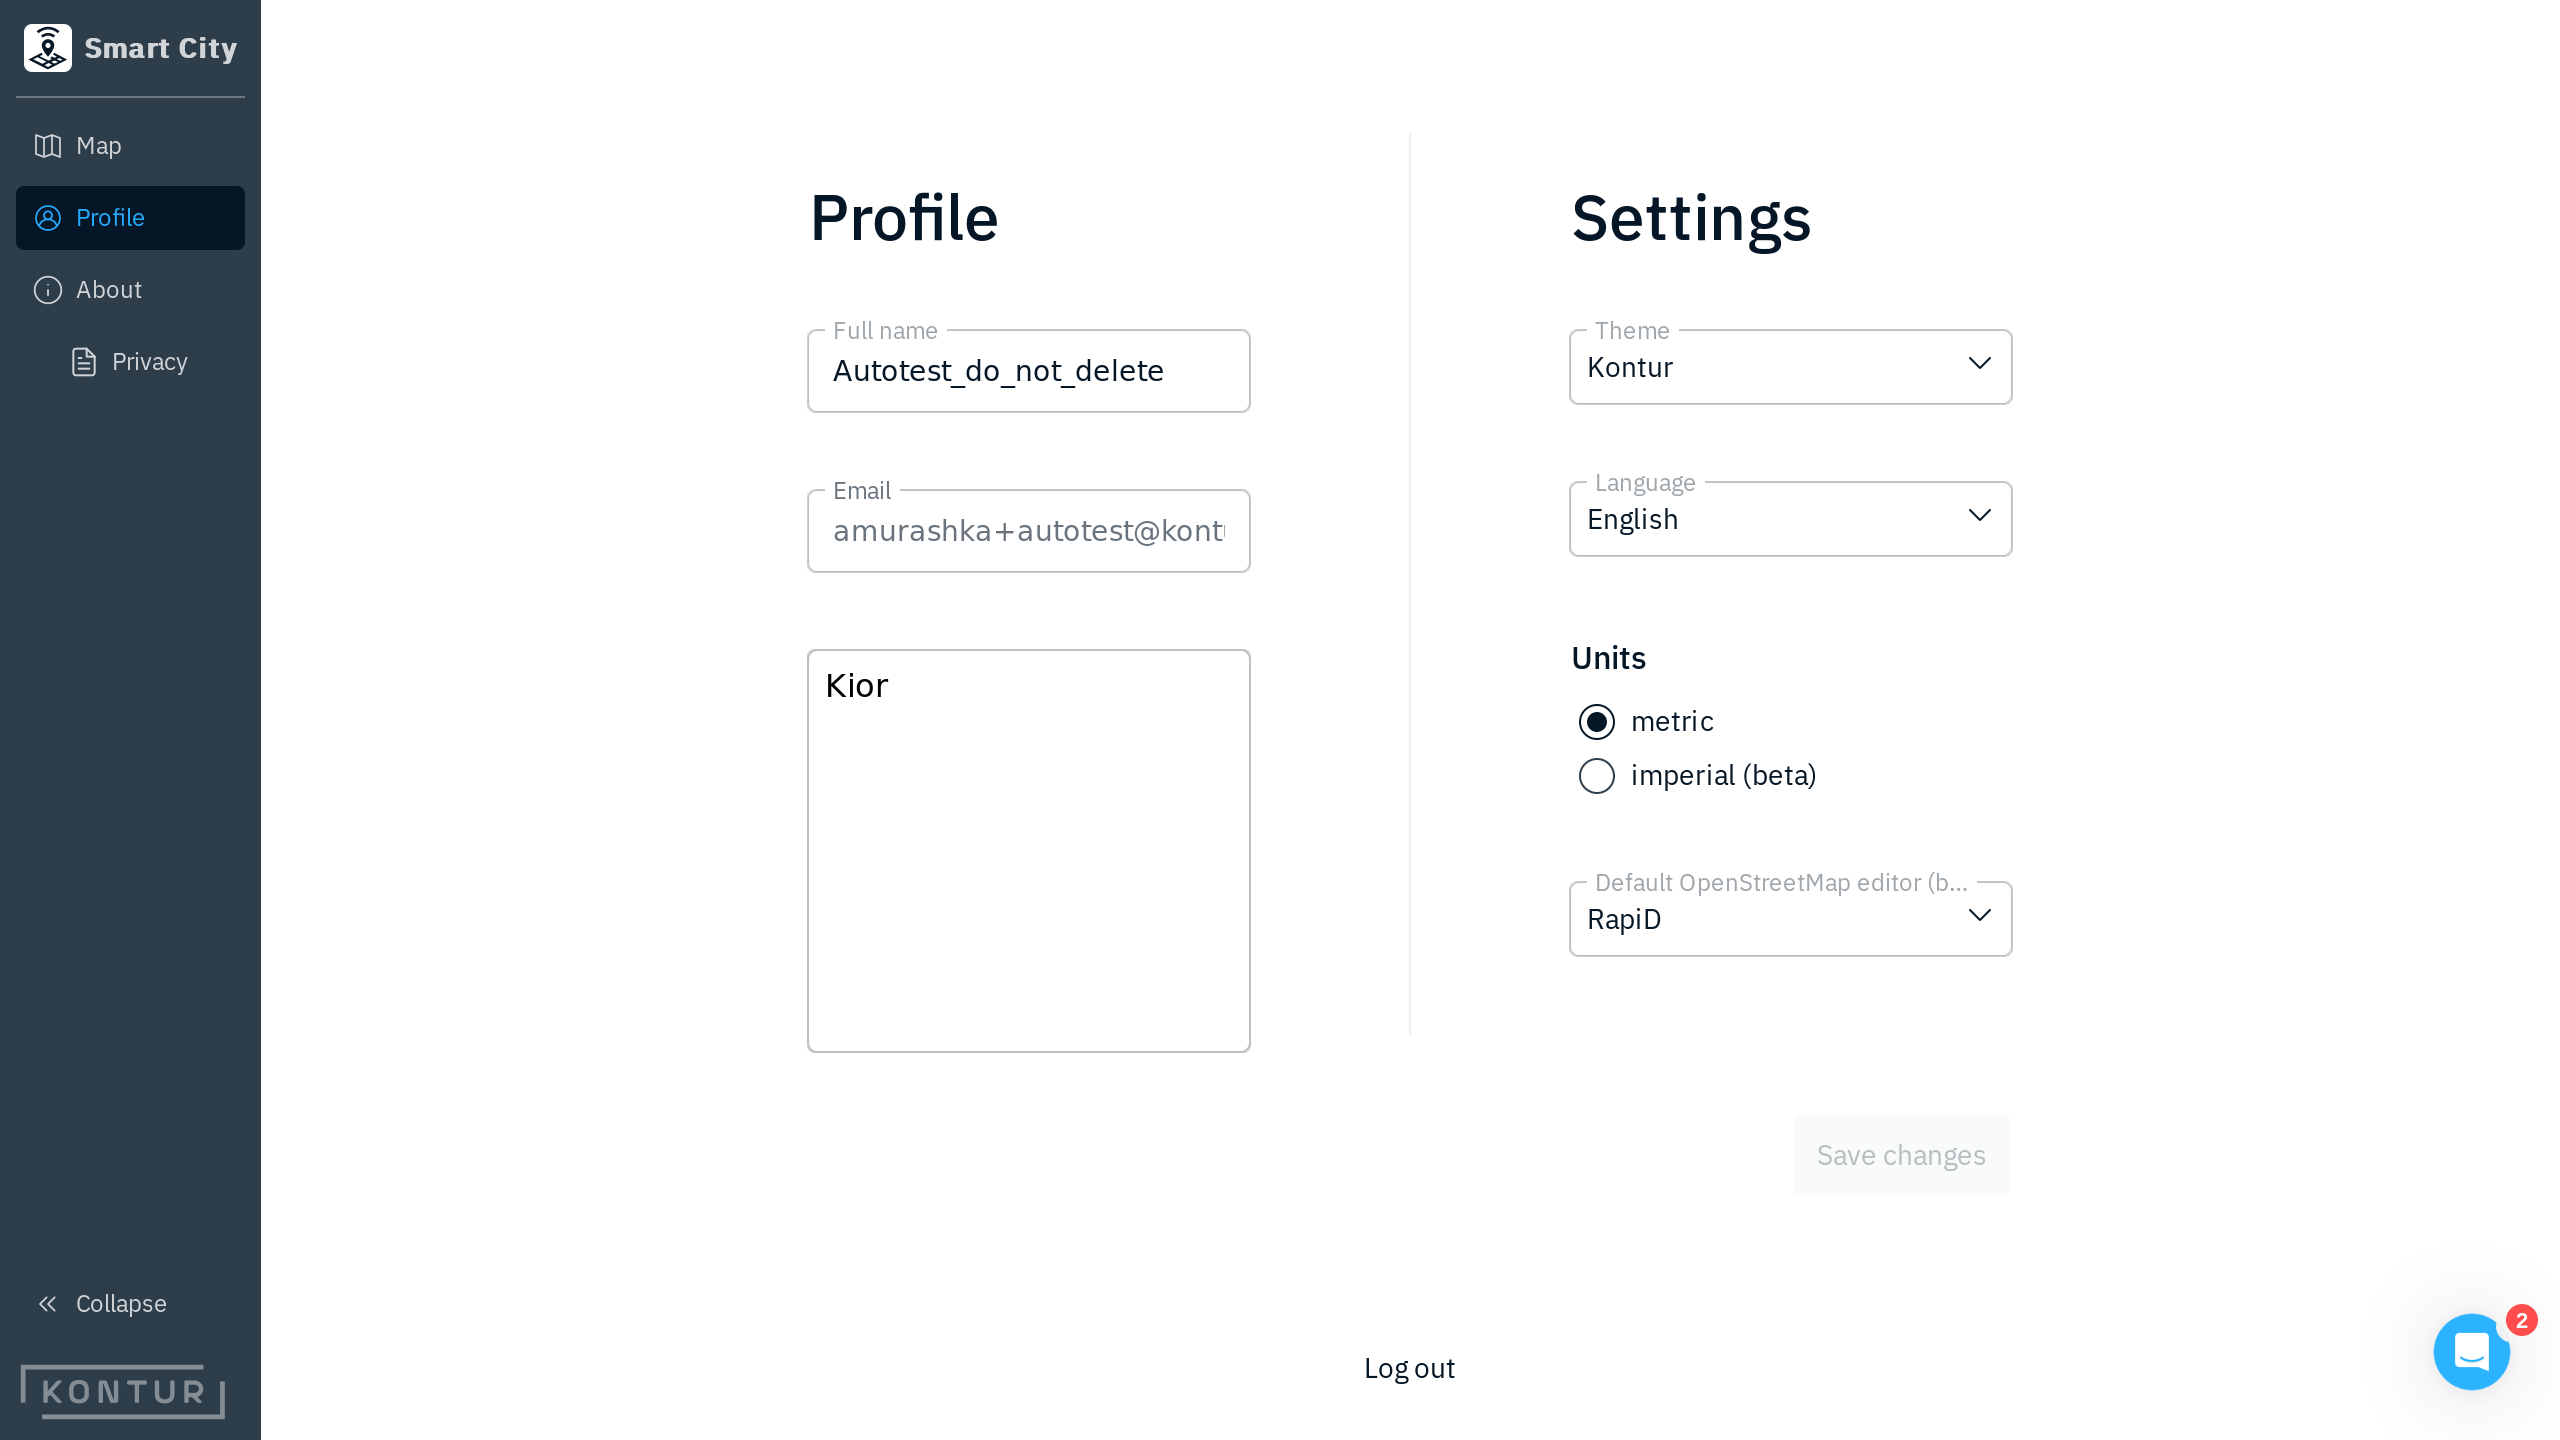 Smart City
Map
Profile
About
Privacy
Collapse
KONTUR
Profile
Full name
Autotest_do_not_delete
Email
amurashka+autotest@kont
Kior
Settings
Theme
Kontur
Language
English
Units
metric
imperial (beta)
Default OpenStreetMap editor (b...
RapiD
Save changes
Log out
2